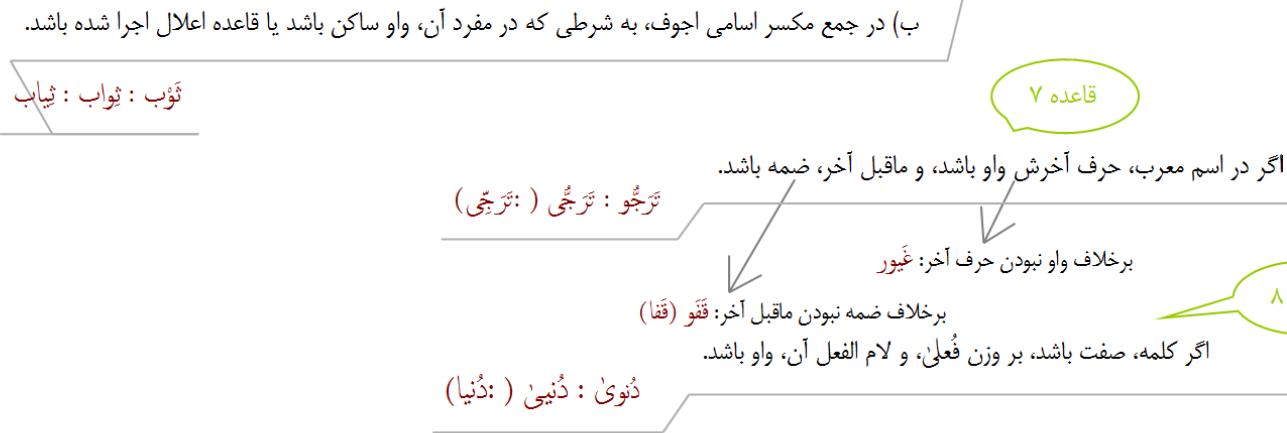 ب) در جمع مکسر اسامی اجوف، به شرطی که در مفرد آن، واو ساکن باشد یا قاعده اعلال اجرا شده باشد.
ثَوْب : ثِواب : ثِیاب
قاعده ۷
اگر در اسم معرب، حرف آخرش واو باشد، و ماقبل آخر، ضمه باشد.
تَرَجُّو : تَرَجُّی ( :تَرَجِّی)
برخلاف واو نبودن حرف آخر: غَیور
برخلاف ضمه نبودن ماقبل آخر: قَفَو (قَفا)
۸
اگر کلمه، صفت باشد، بر وزن فُعلیٰ، و لام الفعل آن، واو باشد.
دُنویٰ : دُنییٰ ( :دُنیا)